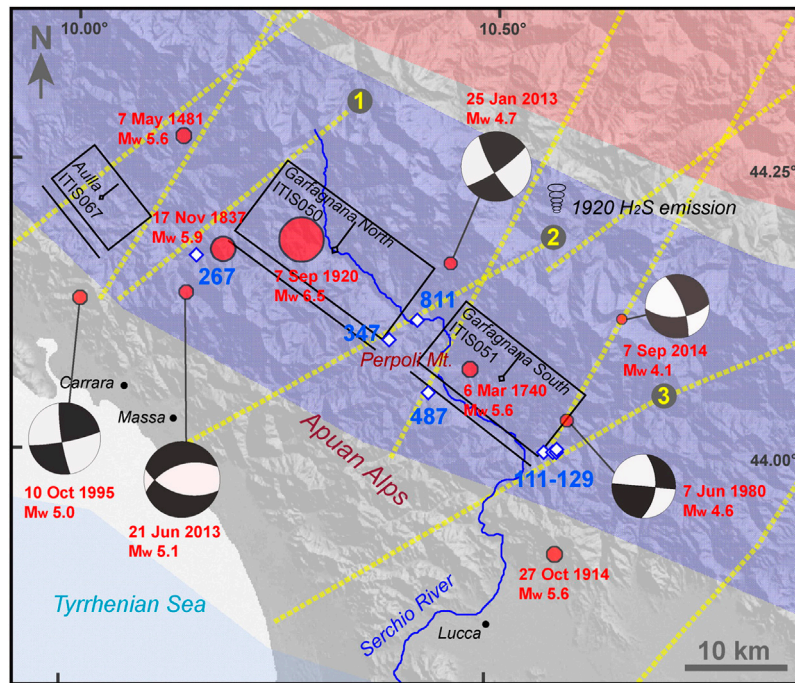 10.00°
10.50°
N
1
25 Jan 2013
Mw 4.7
7 May 1481
Mw 5.6
44.25
Aulla
ITIS067
Garfagnana North
ITIS050
1920 H2S emission
17 Nov 1837
Mw 5.9
2
267
7 Sep 1920
Mw 6.5
811
347
Garfagnana South
ITIS051
7 Sep 2014
Mw 4.1
Perpoli Mt.
6 Mar 1740
Mw 5.6
Carrara
3
487
Massa
Apuan Alps
44.00
111-129
10 Oct 1995
Mw 5.0
7 Jun 1980
Mw 4.6
21 Jun 2013
Mw 5.1
27 Oct 1914
Mw 5.6
Tyrrhenian Sea
Serchio River
Lucca
10 km